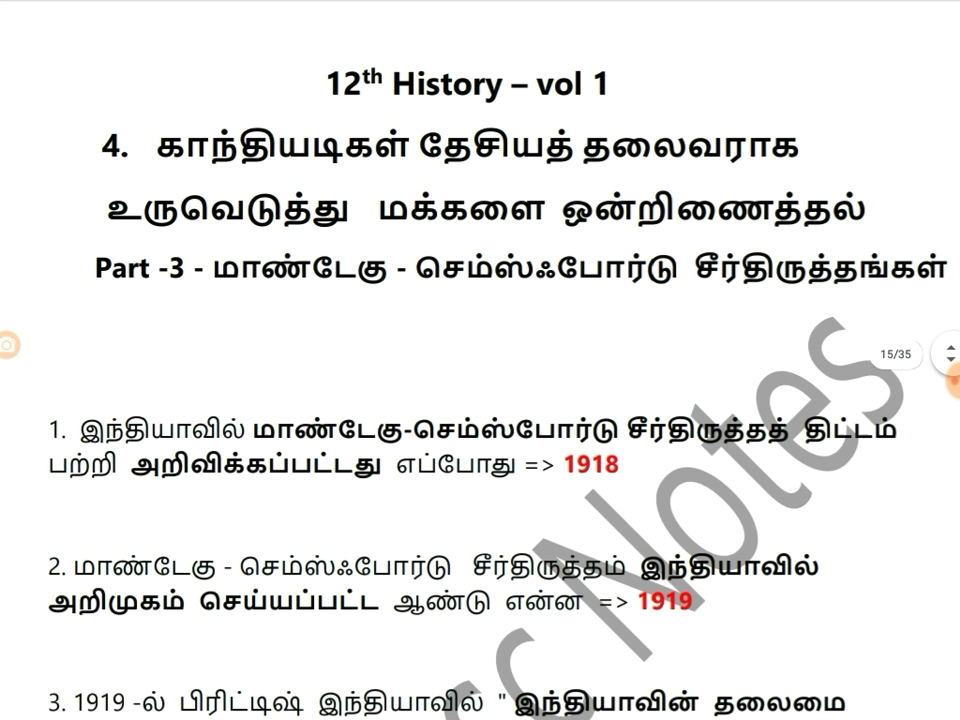 12th History – vol 1
4. காந்தியடிகள் தேசியத் தலைவராக
உருவெடுத்து மக்களை ஒன்றிணைத்தல்
Part -3 - மாண்டேகு - செம்ஸ்ஃபோர்டு சீர்திருத்தங்கள்
15/35
1. இந்தியாவில் மாண்டேகு-செம்ஸ்போர்டு சீர்திருத்தத் திட்டம்
பற்றி அறிவிக்கப்பட்டது எப்போது => 1918
2. மாண்டேகு - செம்ஸ்ஃபோர்டு சீர்திருத்தம் இந்தியாவில்
அறிமுகம் செய்யப்பட்ட ஆண்டு என்ன => 1919
3. 1919 -ல் பிரிட்டிஷ் இந்தியாவில் " இந்தியாவின் தலைமை
Notes